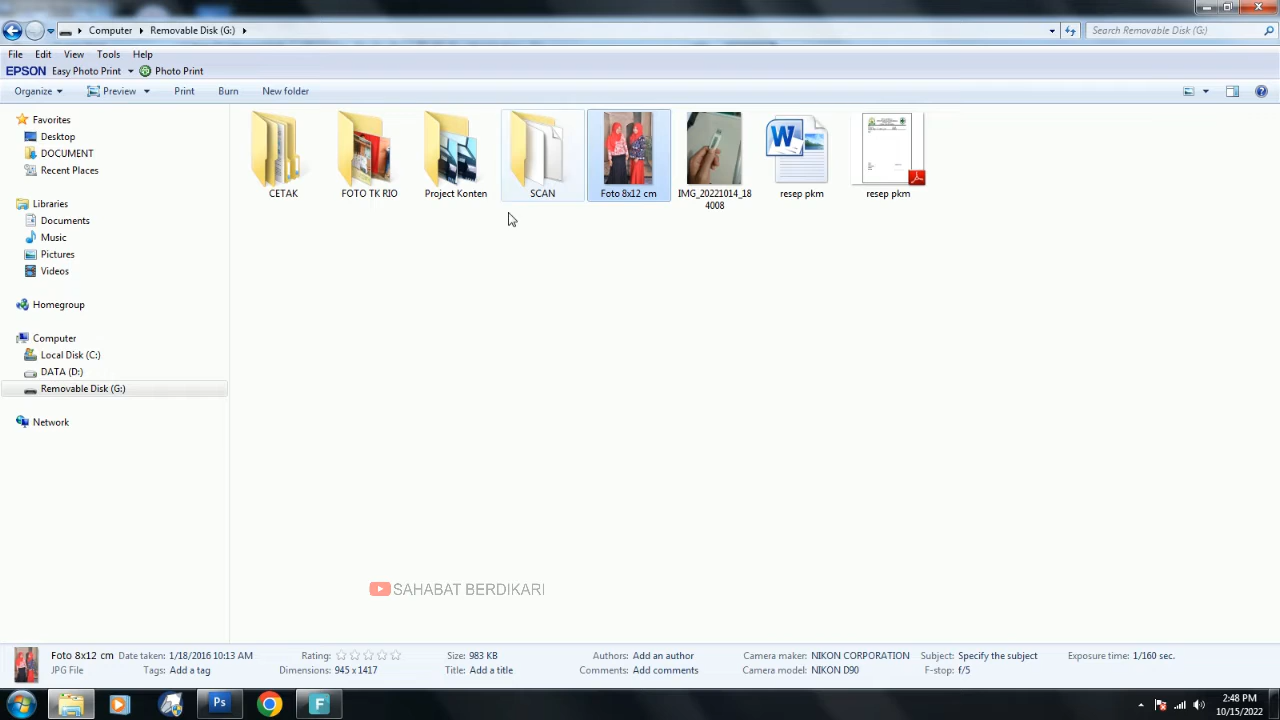 Computer Removable Disk (G:)
Search Removable Disk (G:)
File Edit View Tools Help
EPSON Easy Photo Print Photo Print
Organize Preview Print Burn New folder
Favorites
Desktop
DOCUMENT
Recent Places
Libraries
Documents
Music
Pictures
Videos
Homegroup
Computer
Local Disk (C:)
DATA (D:)
Removable Disk (G:)
Network
CETAK
FOTO TK RIO
Project Konten
SCAN
Foto 8x12 cm
IMG_20221014_18
4008
resep pkm
resep pkm
SAHABAT BERDIKARI
Foto 8x12 cm Date taken: 1/18/2016 10:13 AM Rating: Size: 983 KB Authors: Add an author Camera maker: NIKON CORPORATION Subject: Specify the subject Exposure time: 1/160 sec.
JPG File Tags: Add a tag Dimensions: 945 x 1417 Title: Add a title Comments: Add comments Camera model: NIKON D90 F-stop: f/5
Ps
F
2:48 PM
10/15/2022